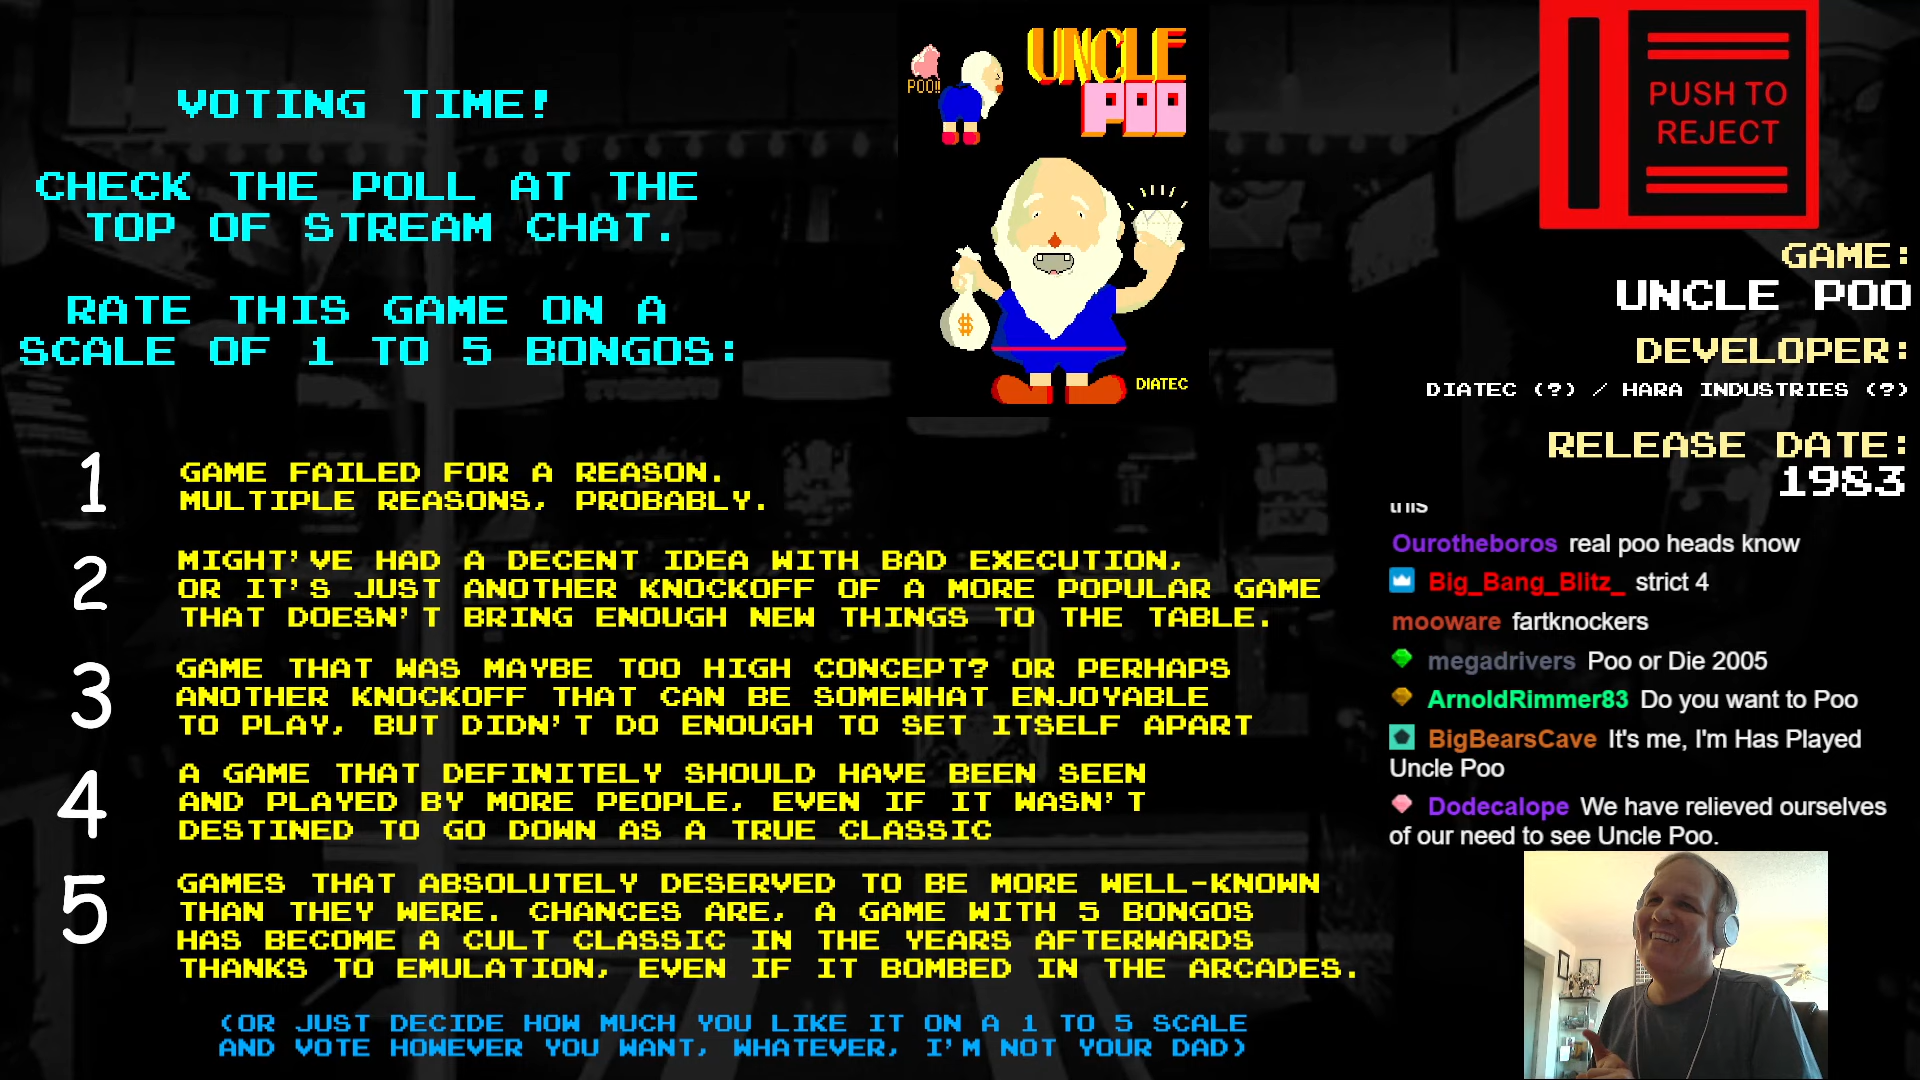 VOTING TIME!
CHECK THE POLL AT THE
TOP OF STREAM CHAT.
RATE THIS GAME ON A
SCALE OF 1 TO 5 BONGOS:
UNCLE
POO
POO!!
$
DIATEC
PUSH TO
REJECT
GAME:
UNCLE POO
DEVELOPER:
DIATEC (?) / HARA INDUSTRIES (?)
RELEASE DATE:
1983
1
GAME FAILED FOR A REASON.
MULTIPLE REASONS, PROBABLY.
2
MIGHT'VE HAD A DECENT IDEA WITH BAD EXECUTION,
OR IT'S JUST ANOTHER KNOCKOFF OF A MORE POPULAR GAME
THAT DOESN'T BRING ENOUGH NEW THINGS TO THE TABLE.
3
GAME THAT WAS MAYBE TOO HIGH CONCEPT? OR PERHAPS
ANOTHER KNOCKOFF THAT CAN BE SOMEWHAT ENJOYABLE
TO PLAY, BUT DIDN'T DO ENOUGH TO SET ITSELF APART
4
A GAME THAT DEFINITELY SHOULD HAVE BEEN SEEN
AND PLAYED BY MORE PEOPLE, EVEN IF IT WASN'T
DESTINED TO GO DOWN AS A TRUE CLASSIC
5
GAMES THAT ABSOLUTELY DESERVED TO BE MORE WELL-KNOWN
THAN THEY WERE. CHANCES ARE, A GAME WITH 5 BONGOS
HAS BECOME A CULT CLASSIC IN THE YEARS AFTERWARDS
THANKS TO EMULATION, EVEN IF IT BOMBED IN THE ARCADES.
(OR JUST DECIDE HOW MUCH YOU LIKE IT ON A 1 TO 5 SCALE
AND VOTE HOWEVER YOU WANT, WHATEVER, I'M NOT YOUR DAD)
this
Ourotheboros real poo heads know
Big_Bang_Blitz_ strict 4
mooware fartknockers
megadrivers Poo or Die 2005
ArnoldRimmer83 Do you want to Poo
BigBearsCave It's me, I'm Has Played
Uncle Poo
Dodecalope We have relieved ourselves
of our need to see Uncle Poo.